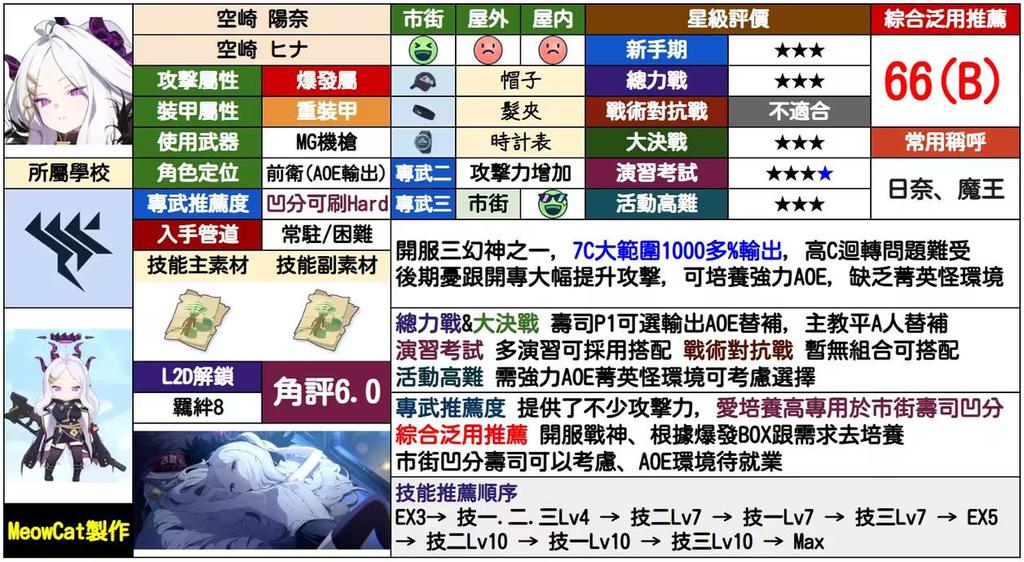 空崎 陽奈
空崎 ヒナ
攻擊屬性 爆發屬
裝甲屬性 重裝甲
使用武器 MG機槍
所屬學校
角色定位 前衛(AOE輸出)
專武推薦度 凹分可刷Hard
入手管道 常駐/困難
技能主素材 技能副素材
L2D解鎖
羈絆8
角評6.0
MeowCat製作
市街 屋外 屋內
帽子
髮夾
時計表
專武二 攻擊力增加
專武三 市街
星級評價
新手期 ★★★
總力戰 ★★★
戰術對抗戰 不適合
大決戰 ★★★
演習考試 ★★★★
活動高難 ★★★
綜合泛用推薦
66(B)
常用稱呼
日奈、魔王
開服三幻神之一, 7C大範圍1000多%輸出, 高C迴轉問題難受
後期憂跟開專大幅提升攻擊, 可培養強力AOE, 缺乏菁英怪環境
總力戰&大決戰 壽司P1可選輸出AOE替補, 主教平A人替補
演習考試 多演習可採用搭配 戰術對抗戰 暫無組合可搭配
活動高難 需強力AOE菁英怪環境可考慮選擇
專武推薦度 提供了不少攻擊力, 愛培養高專用於市街壽司凹分
綜合泛用推薦 開服戰神、根據爆發BOX跟需求去培養
市街凹分壽司可以考慮、AOE環境待就業
技能推薦順序
EX3→ 技一.二.三Lv4 → 技二Lv7 → 技一Lv7 → 技三Lv7 → EX5
→ 技二Lv10 → 技一Lv10 → 技三Lv10 → Max